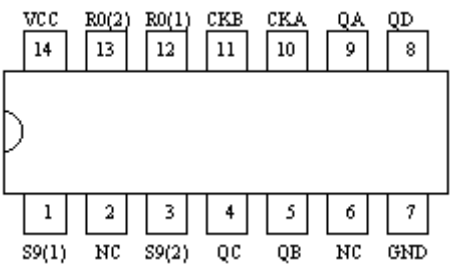 VCC R0(2) R0(1) CKB CKA QA QD
14 13 12 11 10 9 8
1 2 3 4 5 6 7
S9(1) NC S9(2) QC QB NC GND